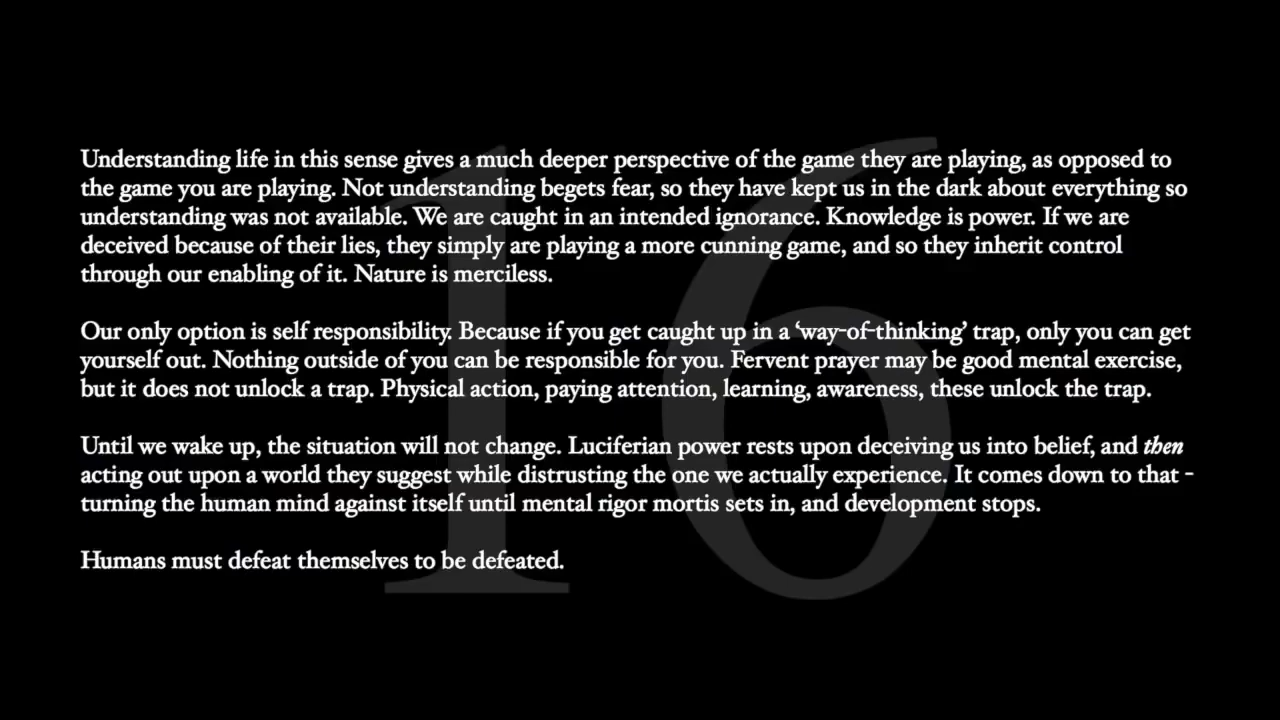 16
Understanding life in this sense gives a much deeper perspective of the game they are playing, as opposed to
the game you are playing. Not understanding begets fear, so they have kept us in the dark about everything so
understanding was not available. We are caught in an intended ignorance. Knowledge is power. If we are
deceived because of their lies, they simply are playing a more cunning game, and so they inherit control
through our enabling of it. Nature is merciless.
Our only option is self responsibility. Because if you get caught up in a ‘way-of-thinking’ trap, only you can get
yourself out. Nothing outside of you can be responsible for you. Fervent prayer may be good mental exercise,
but it does not unlock a trap. Physical action, paying attention, learning, awareness, these unlock the trap.
Until we wake up, the situation will not change. Luciferian power rests upon deceiving us into belief, and then
acting out upon a world they suggest while distrusting the one we actually experience. It comes down to that -
turning the human mind against itself until mental rigor mortis sets in, and development stops.
Humans must defeat themselves to be defeated.